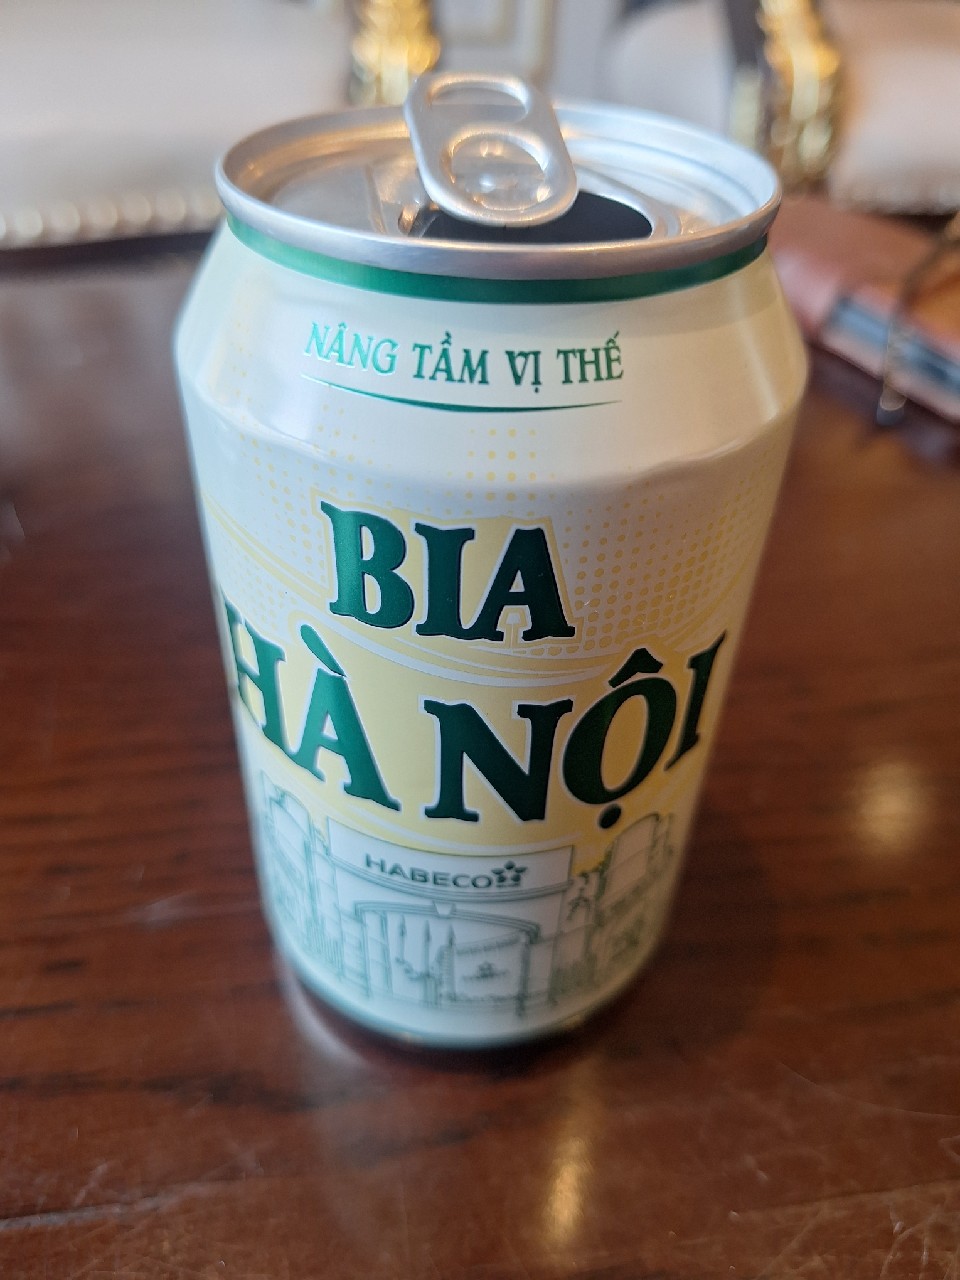 NÂNG TẦM VỊ THẾ
BIA
HÀ NỘI
HABECO